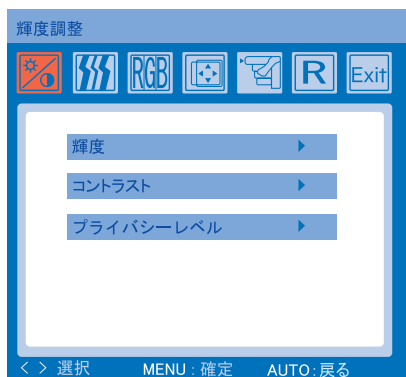 輝度調整
RGB R Exit
輝度
コントラスト
プライバシーレベル
< > 選択 MENU : 確定 AUTO : 戻る